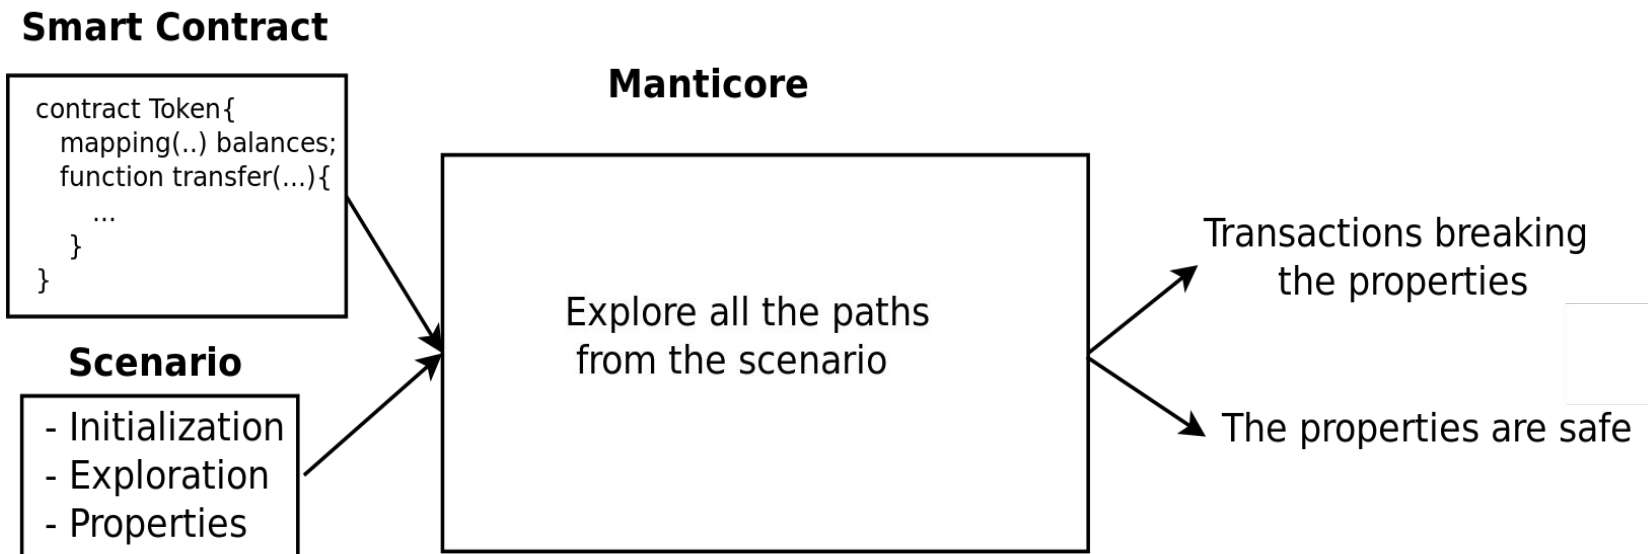 Smart Contract
contract Token{
mapping(..) balances;
function transfer(...){
...
}
}
Scenario
- Initialization
- Exploration
- Properties
Manticore
Explore all the paths
from the scenario
Transactions breaking
the properties
The properties are safe